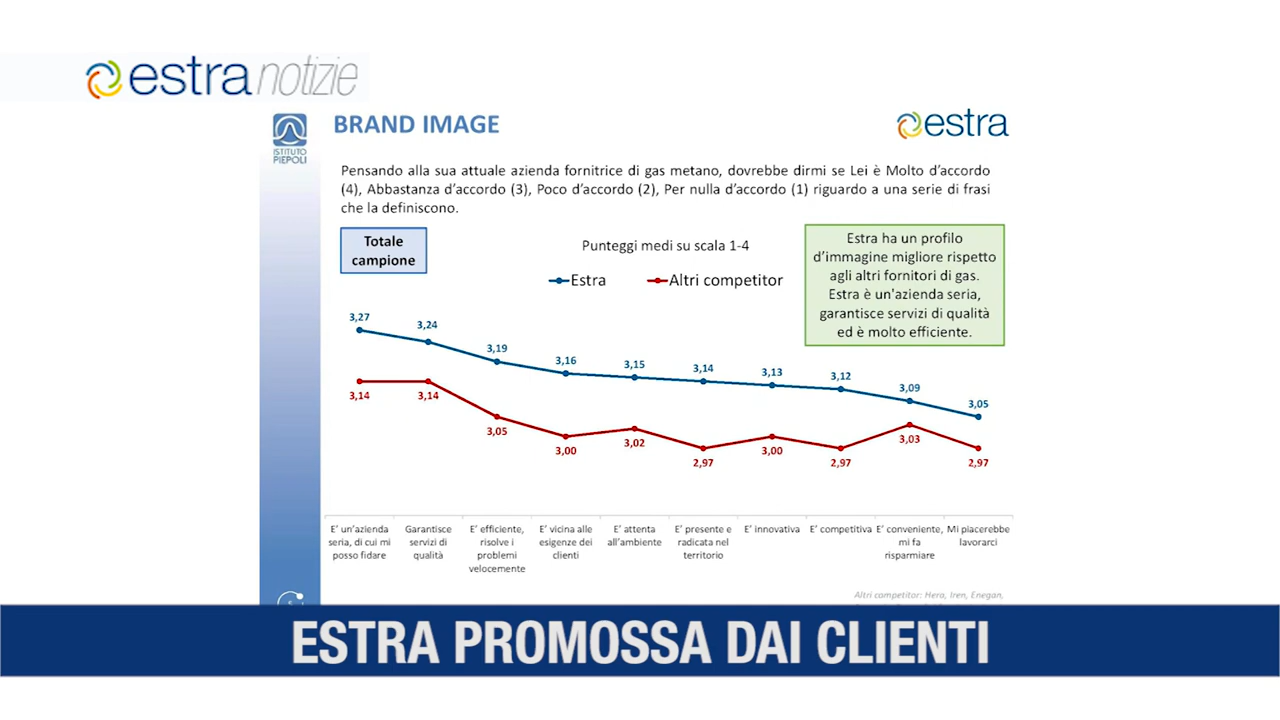 estra notizie
ISTITUTO
PIEPOLI
BRAND IMAGE
estra
Pensando alla sua attuale azienda fornitrice di gas metano, dovrebbe dirmi se Lei è Molto d'accordo
(4), Abbastanza d'accordo (3), Poco d'accordo (2), Per nulla d'accordo (1) riguardo a una serie di frasi
che la definiscono.
Totale
campione
Punteggi medi su scala 1-4
Estra
Altri competitor
Estra ha un profilo
d'immagine migliore rispetto
agli altri fornitori di gas.
Estra è un'azienda seria,
garantisce servizi di qualità
ed è molto efficiente.
3,27 3,24 3,19 3,16 3,15 3,14 3,13 3,12 3,09 3,05
3,14 3,14 3,05 3,00 3,02 2,97 3,00 2,97 3,03 2,97
E' un'azienda
seria, di cui mi
posso fidare
Garantisce
servizi di
qualità
E' efficiente,
risolve i
problemi
velocemente
E' vicina alle
esigenze dei
clienti
E' attenta
all'ambiente
E' presente e
radicata nel
territorio
E' innovativa
E' competitiva
E' conveniente,
mi fa
risparmiare
Mi piacerebbe
lavorarci
Altri competitor: Hera, Iren, Enegan,
ESTRA PROMOSSA DAI CLIENTI